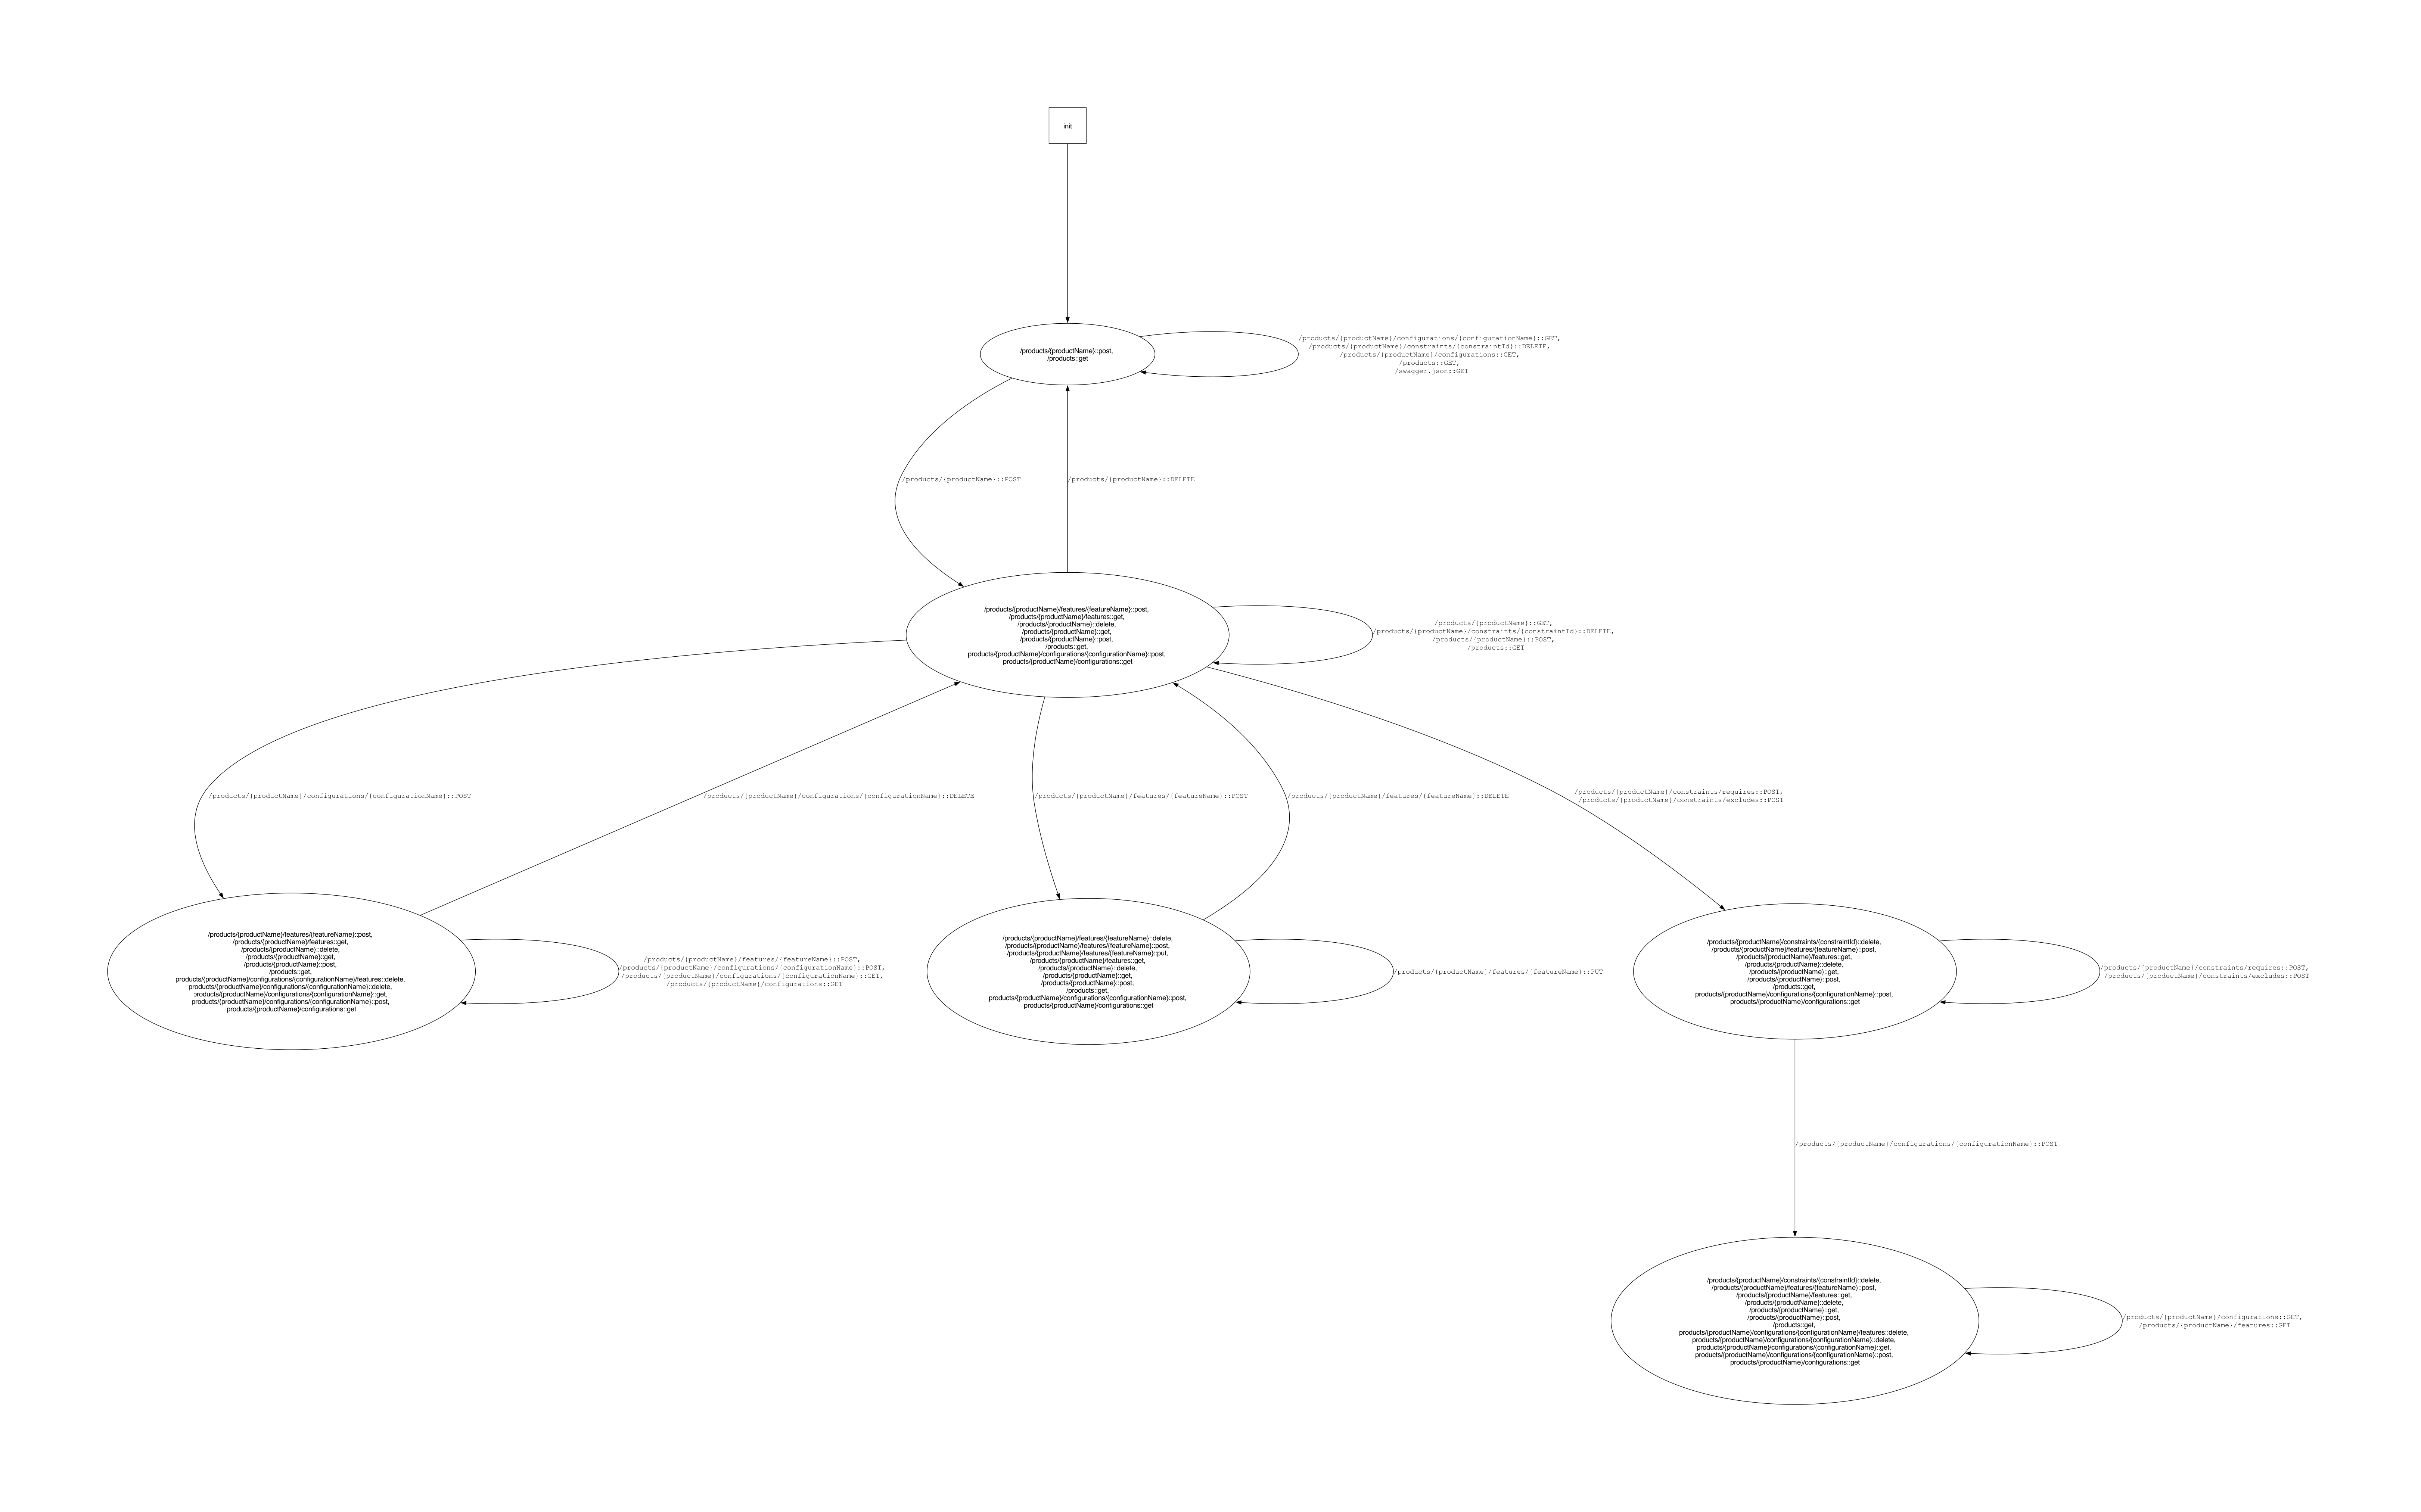 init
/products/{productName}::post,
/products::get
/products/{productName}/configurations/{configurationName}::GET,
/products/{productName}/constraints/{constraintId}::DELETE,
/products/{productName}/configurations::GET,
/products::GET,
/swagger.json::GET
/products/{productName}::POST
/products/{productName}::DELETE
/products/{productName}/features/{featureName}::post,
/products/{productName}/features::get,
/products/{productName}::delete,
/products/{productName}::get,
/products/{productName}::post,
/products::get,
products/{productName}/configurations/{configurationName}::post,
products/{productName}/configurations::get
/products/{productName}::GET,
/products/{productName}/constraints/{constraintId}::DELETE,
/products/{productName}::POST,
/products::GET
/products/{productName}/configurations/{configurationName}::POST
/products/{productName}/configurations/{configurationName}::DELETE
/products/{productName}/features/{featureName}::POST
/products/{productName}/features/{featureName}::DELETE
/products/{productName}/constraints/requires::POST,
/products/{productName}/constraints/excludes::POST
/products/{productName}/features/{featureName}::post,
/products/{productName}/features::get,
/products/{productName}::delete,
/products/{productName}::get,
/products/{productName}::post,
/products::get,
products/{productName}/configurations/{configurationName}/features::delete,
products/{productName}/configurations/{configurationName}::delete,
products/{productName}/configurations/{configurationName}::get,
products/{productName}/configurations/{configurationName}::post,
products/{productName}/configurations::get
/products/{productName}/features/{featureName}::POST,
/products/{productName}/configurations/{configurationName}::POST,
/products/{productName}/configurations/{configurationName}::GET,
/products/{productName}/configurations::GET
/products/{productName}/features/{featureName}::delete,
/products/{productName}/features/{featureName}::post,
/products/{productName}/features/{featureName}::put,
/products/{productName}/features::get,
/products/{productName}::delete,
/products/{productName}::get,
/products/{productName}::post,
/products::get,
products/{productName}/configurations/{configurationName}::post,
products/{productName}/configurations::get
/products/{productName}/features/{featureName}::PUT
/products/{productName}/constraints/{constraintId}::delete,
/products/{productName}/features/{featureName}::post,
/products/{productName}/features::get,
/products/{productName}::delete,
/products/{productName}::get,
/products/{productName}::post,
/products::get,
products/{productName}/configurations/{configurationName}::post,
products/{productName}/configurations::get
/products/{productName}/constraints/requires::POST,
/products/{productName}/constraints/excludes::POST
/products/{productName}/configurations/{configurationName}::POST
/products/{productName}/constraints/{constraintId}::delete,
/products/{productName}/features/{featureName}::post,
/products/{productName}/features::get,
/products/{productName}::delete,
/products/{productName}::get,
/products/{productName}::post,
/products::get,
products/{productName}/configurations/{configurationName}/features::delete,
products/{productName}/configurations/{configurationName}::delete,
products/{productName}/configurations/{configurationName}::get,
products/{productName}/configurations/{configurationName}::post,
products/{productName}/configurations::get
/products/{productName}/configurations::GET,
/products/{productName}/features::GET